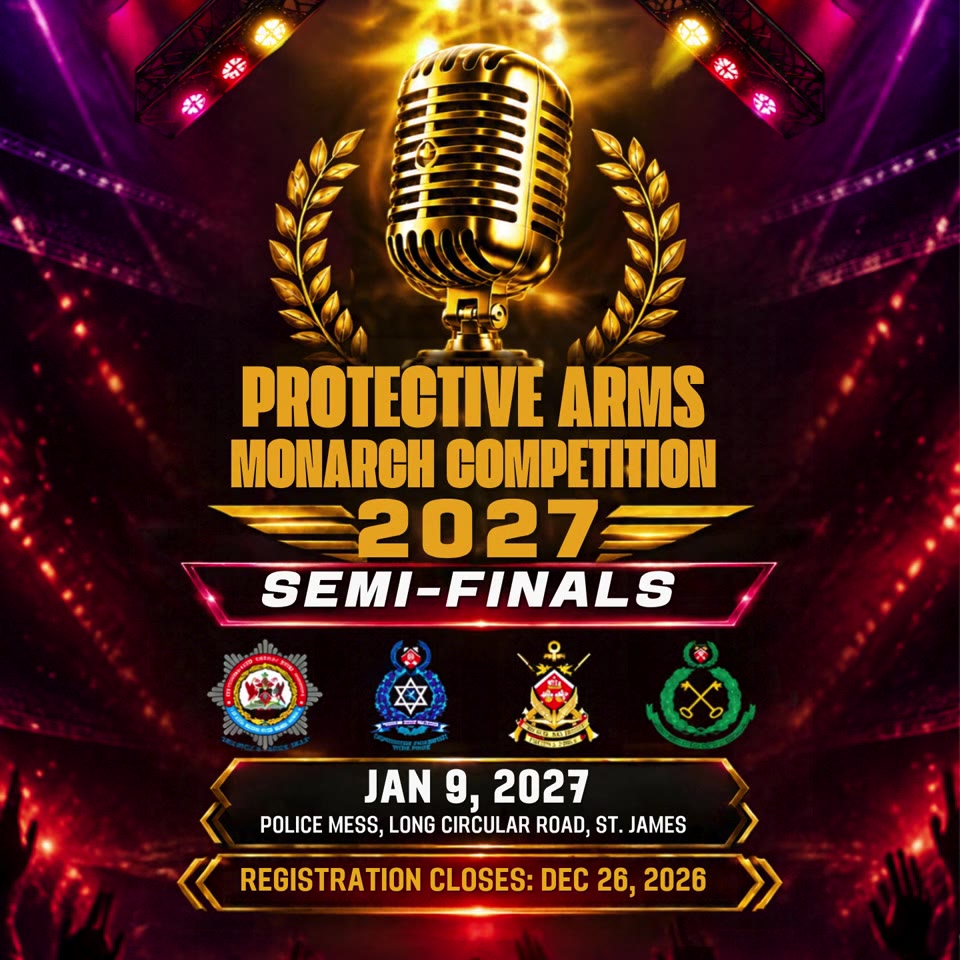 PROTECTIVE ARMS
MONARCH COMPETITION
2027
SEMI-FINALS
JAN 9, 2027
POLICE MESS, LONG CIRCULAR ROAD, ST. JAMES
REGISTRATION CLOSES: DEC 26, 2026